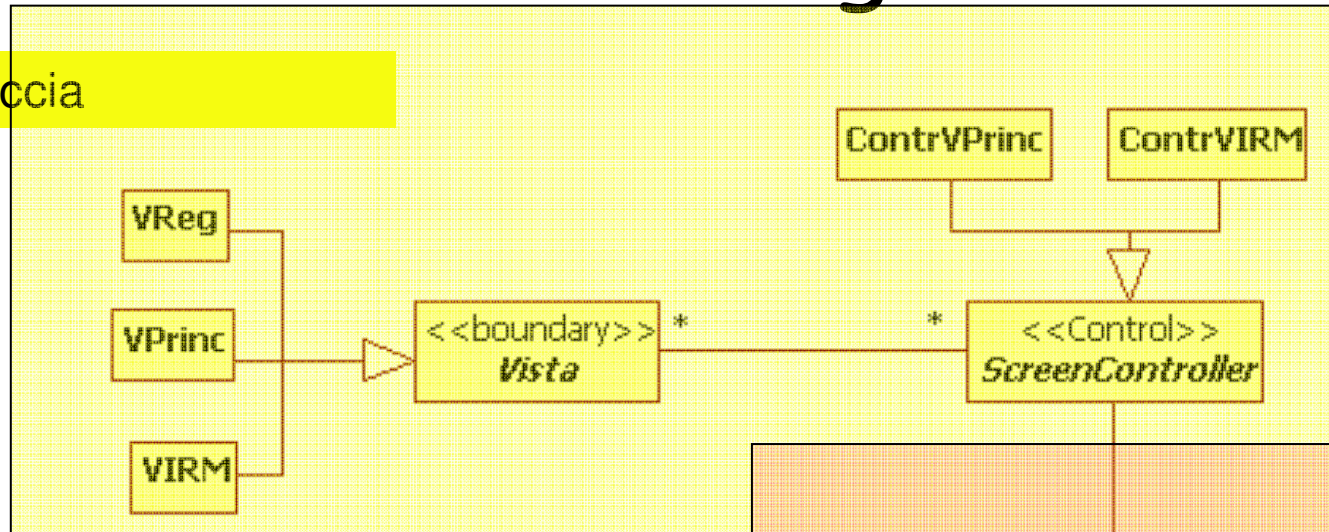 ccia
ContrVPrinc
ContrVIRM
VReg
VPrinc
VIRM
<<boundary>>
Vista
*
*
<<Control>>
ScreenController